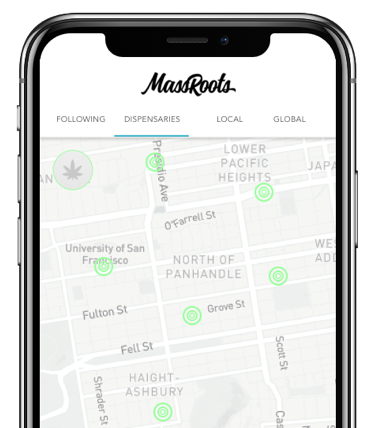 MassRoots
FOLLOWING
DISPENSARIES
LOCAL
GLOBAL
Presidio Ave
LOWER
PACIFIC
HEIGHTS
JAPA
AN
O'Farrell St
University of San
Francisco
NORTH OF
PANHANDLE
WES
ADD
Fulton St
Grove St
Fell St
Scott St
HAIGHT-
ASHBURY
Shrader St
Cas